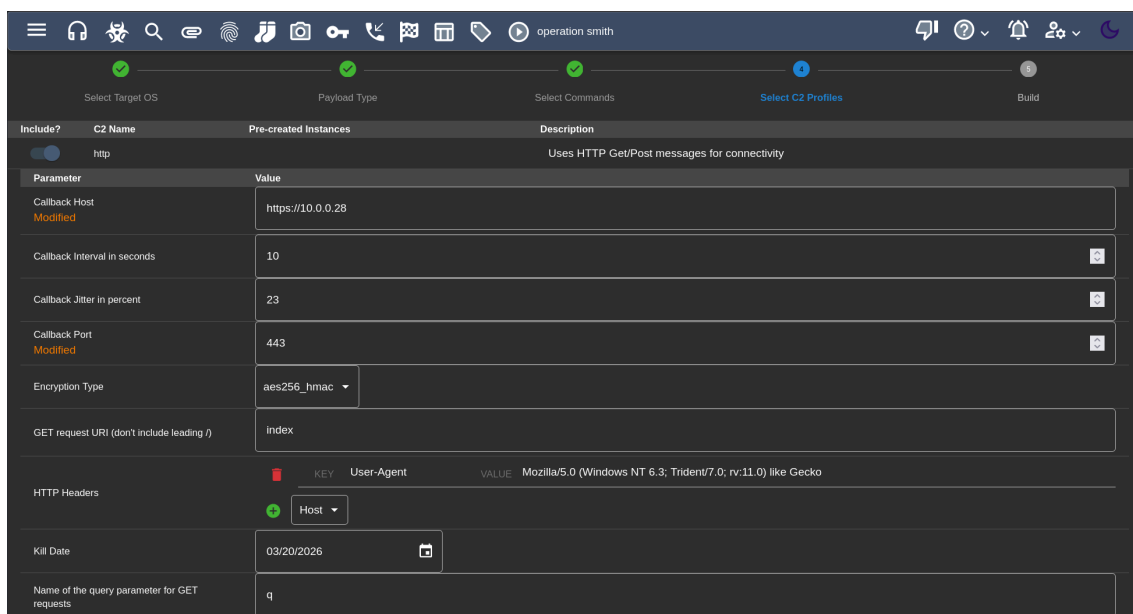 operation smith
4
5
Select Target OS
Payload Type
Select Commands
Select C2 Profiles
Build
Include?
C2 Name
Pre-created Instances
Description
http
Uses HTTP Get/Post messages for connectivity
Parameter
Value
Callback Host
Modified
https://10.0.0.28
Callback Interval in seconds
10
Callback Jitter in percent
23
Callback Port
Modified
443
Encryption Type
aes256_hmac
GET request URI (don't include leading /)
index
HTTP Headers
KEY
User-Agent
VALUE
Mozilla/5.0 (Windows NT 6.3; Trident/7.0; rv:11.0) like Gecko
Host
Kill Date
03/20/2026
Name of the query parameter for GET
requests
q